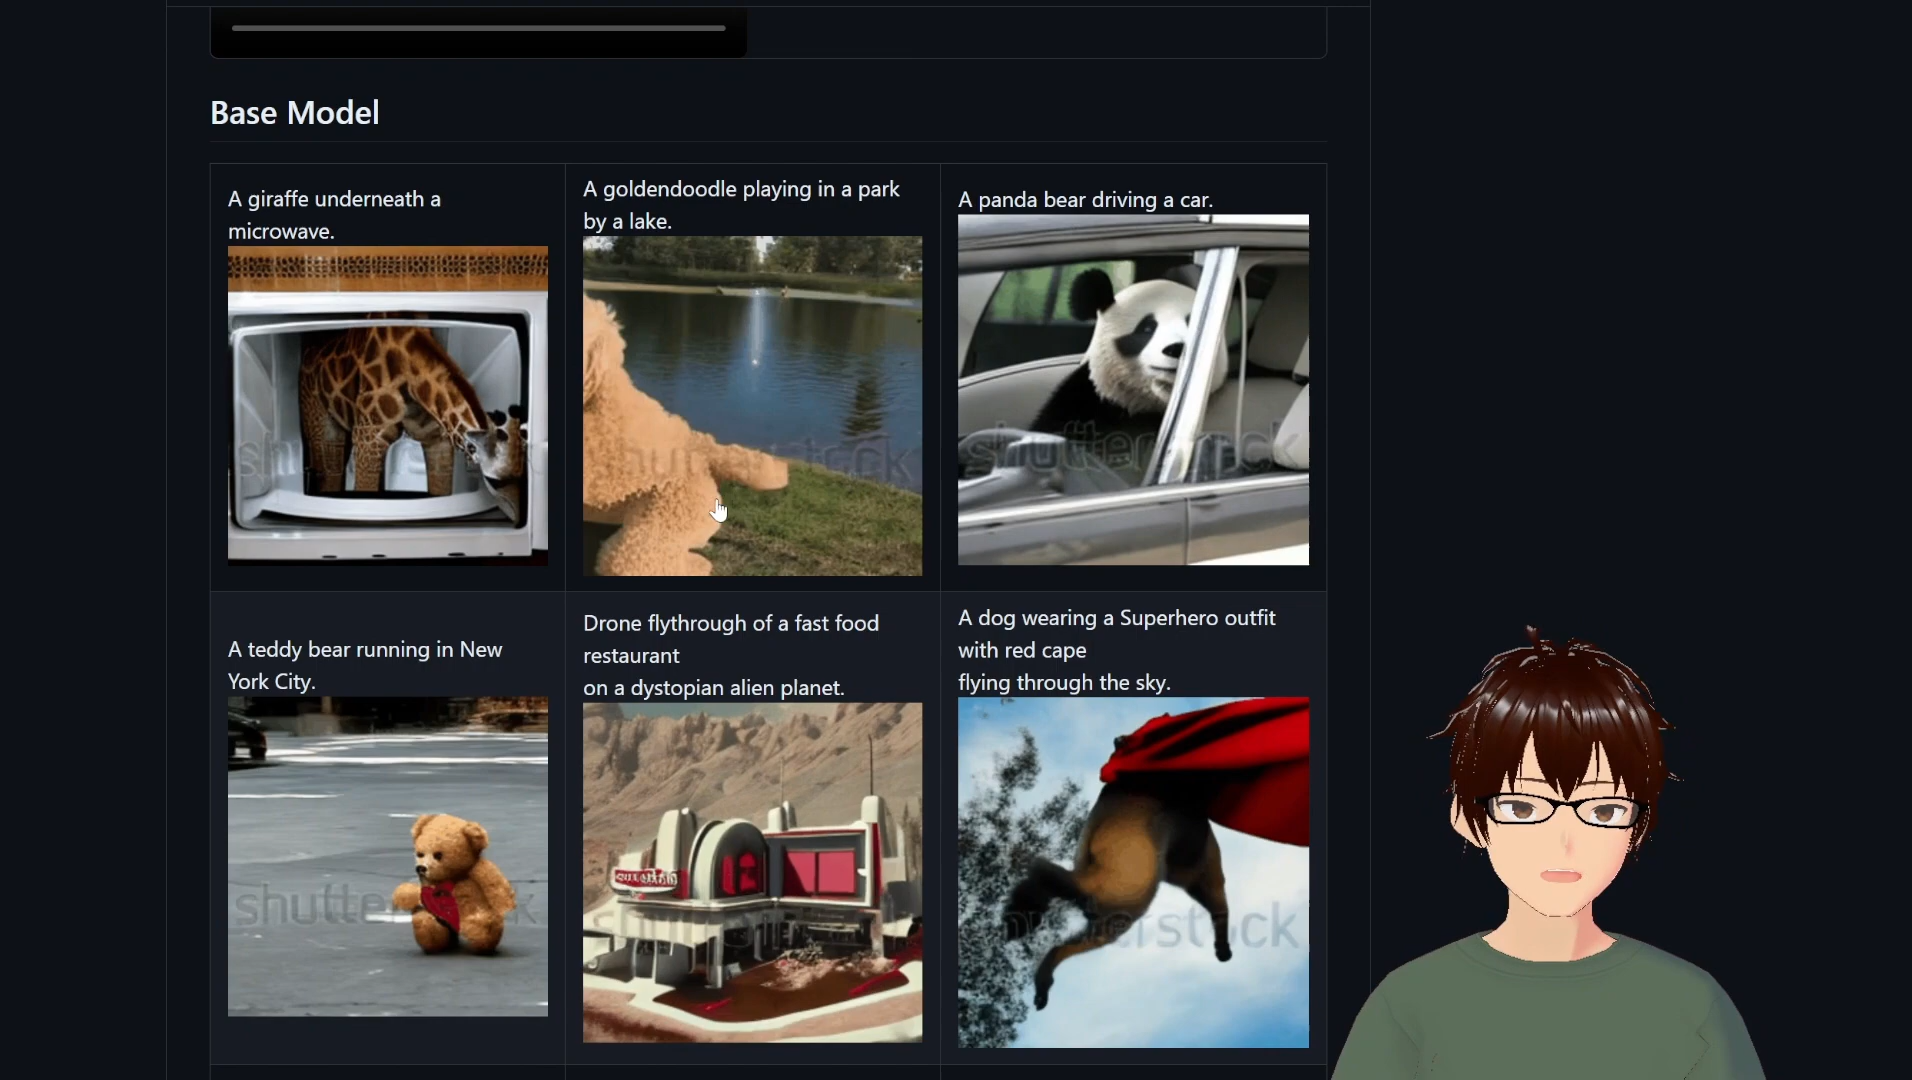 Base Model
A giraffe underneath a
microwave.
A goldendoodle playing in a park
by a lake.
A panda bear driving a car.
shutterstock
A teddy bear running in New
York City.
Drone flythrough of a fast food
restaurant
on a dystopian alien planet.
A dog wearing a Superhero outfit
with red cape
flying through the sky.